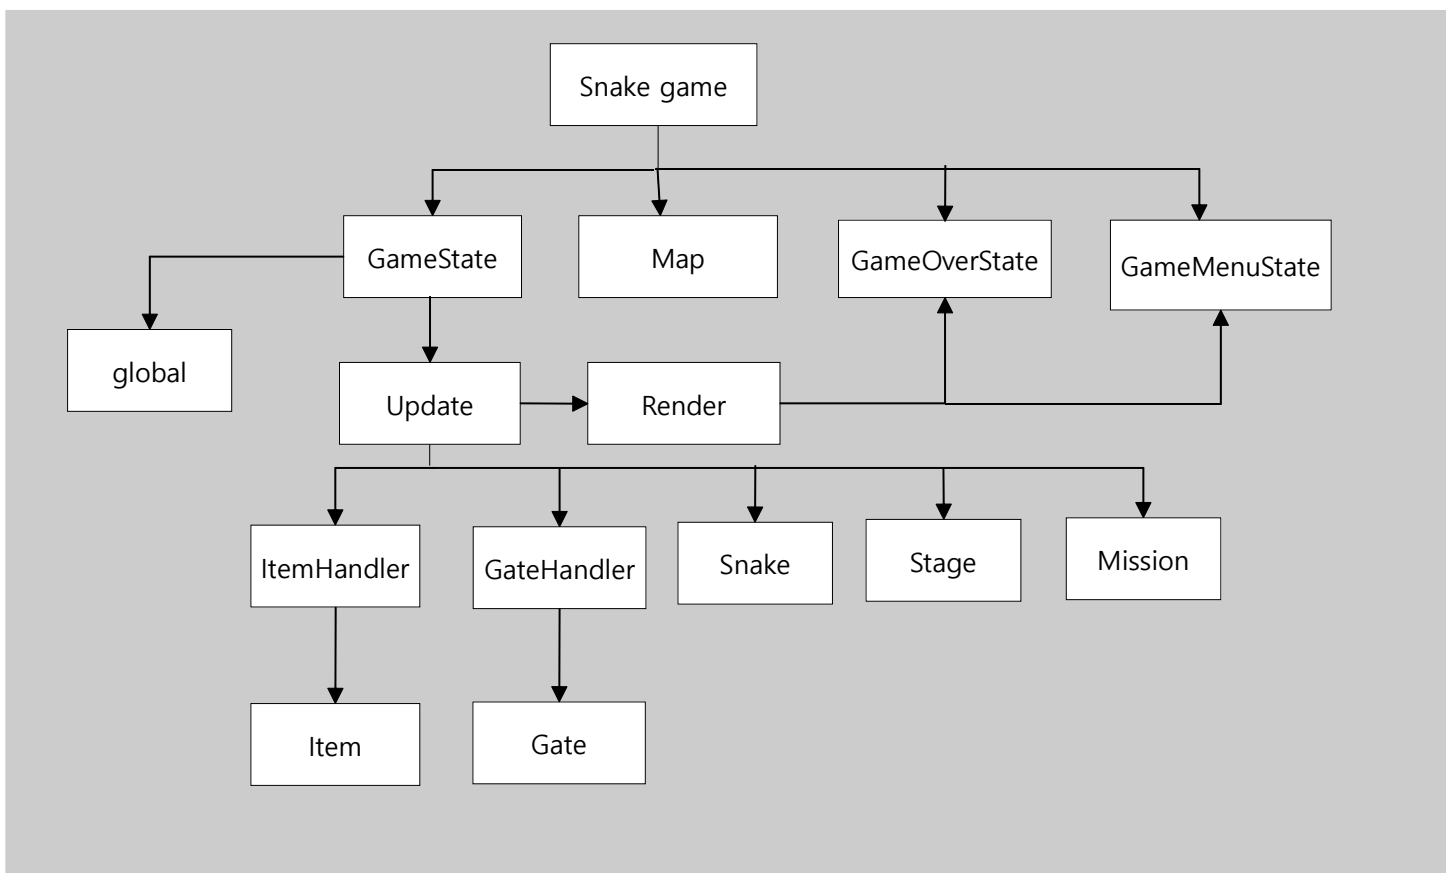 Snake game
GameState
Map
GameOverState
GameMenuState
global
Update
Render
ItemHandler
GateHandler
Snake
Stage
Mission
Item
Gate